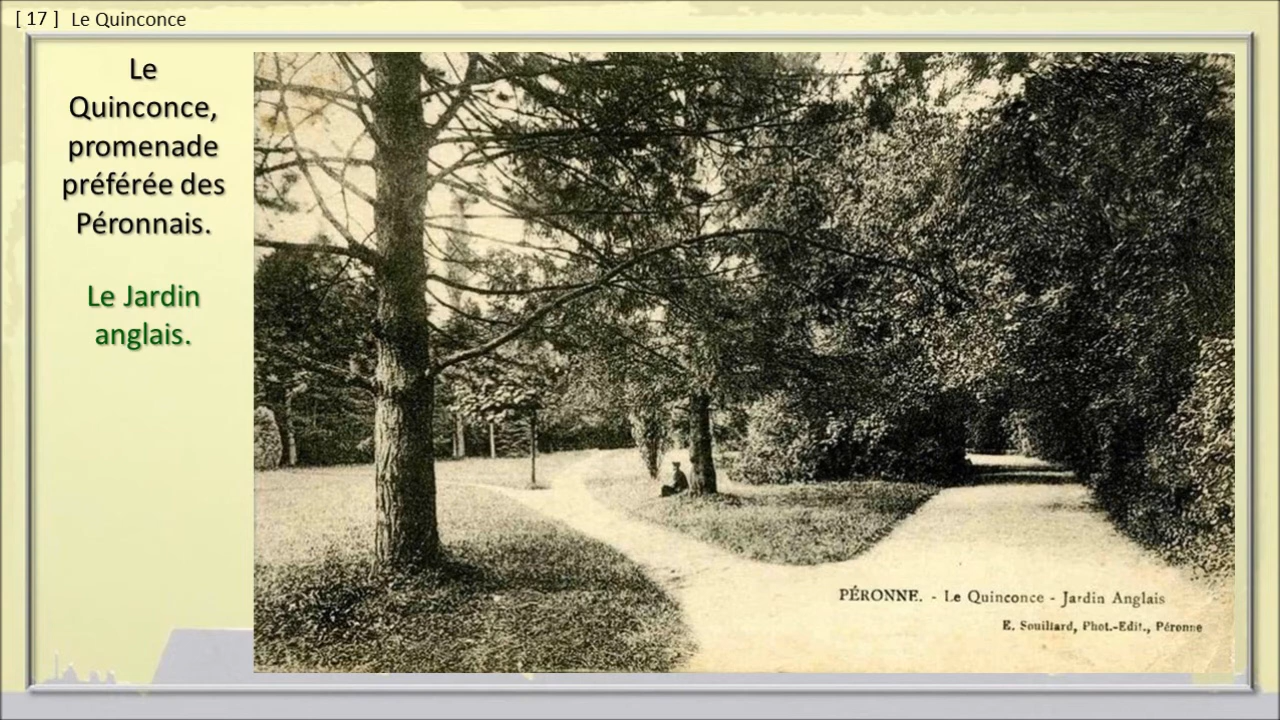 [ 17 ] Le Quinconce
Le
Quinconce,
promenade
préférée des
Péronnais.
Le Jardin
anglais.
PÉRONNE. - Le Quinconce - Jardin Anglais
E. Souillard, Phot.-Edit., Péronne